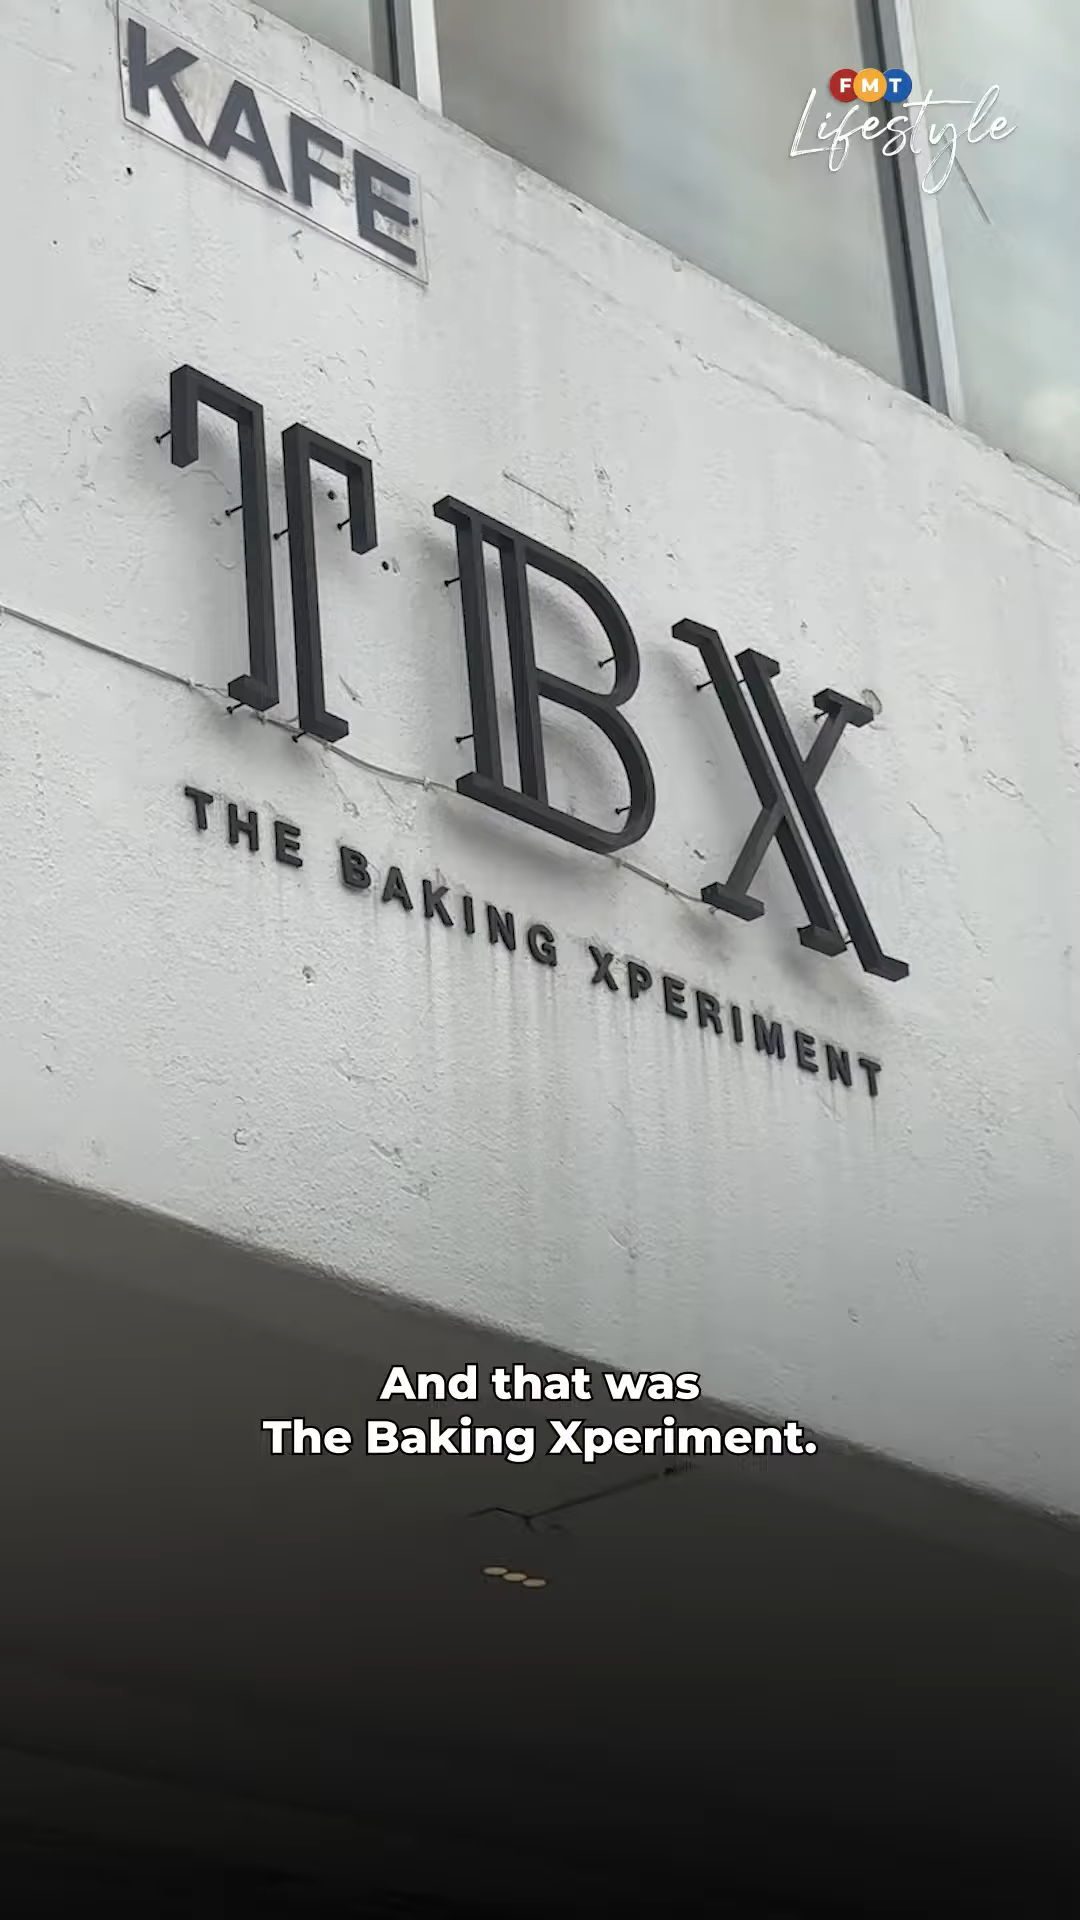 KAFE
FMT
Lifestyle
TBX
THE BAKING XPERIMENT
And that was
The Baking Xperiment.